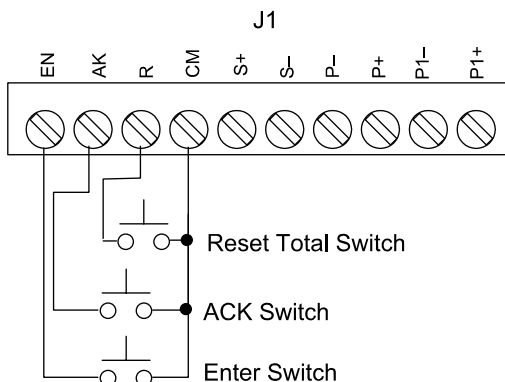 J1
EN AK R CM S+ S– P– P+ P1– P1+
Reset Total Switch
ACK Switch
Enter Switch